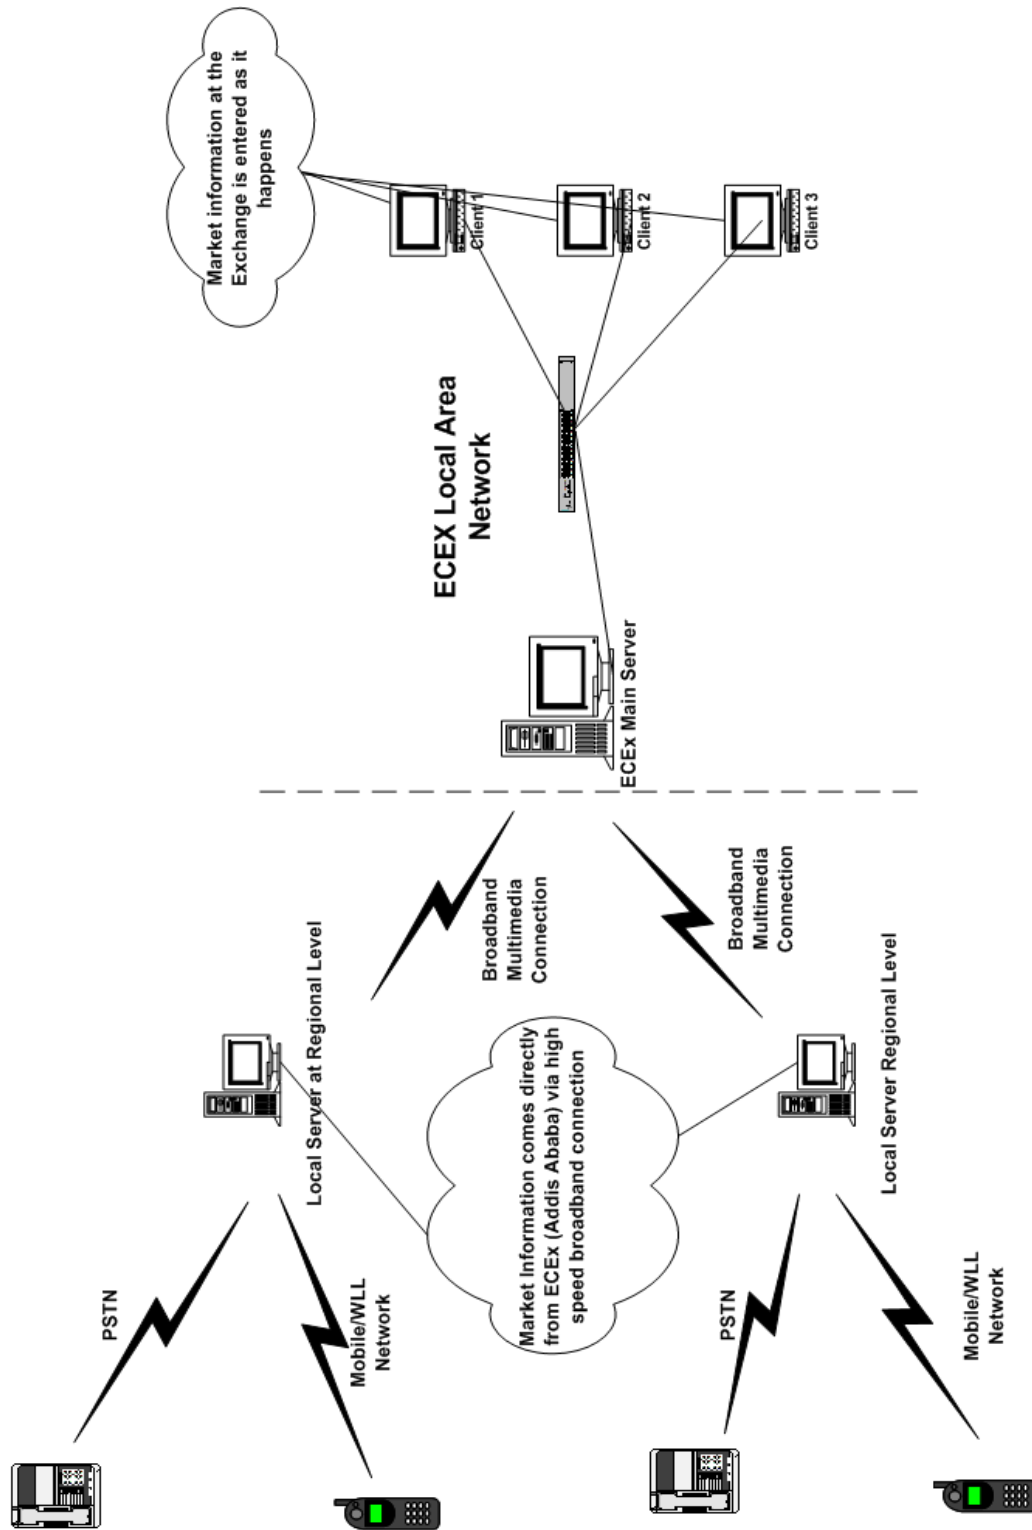 Market information at the
Exchange is entered as it
happens
Client 1
Client 2
Client 3
ECEX Local Area
Network
ECEx Main Server
Broadband
Multimedia
Connection
Broadband
Multimedia
Connection
Local Server at Regional Level
Local Server Regional Level
Market Information comes directly
from ECEx (Addis Ababa) via high
speed broadband connection
PSTN
Mobile/WLL
Network
PSTN
Mobile/WLL
Network